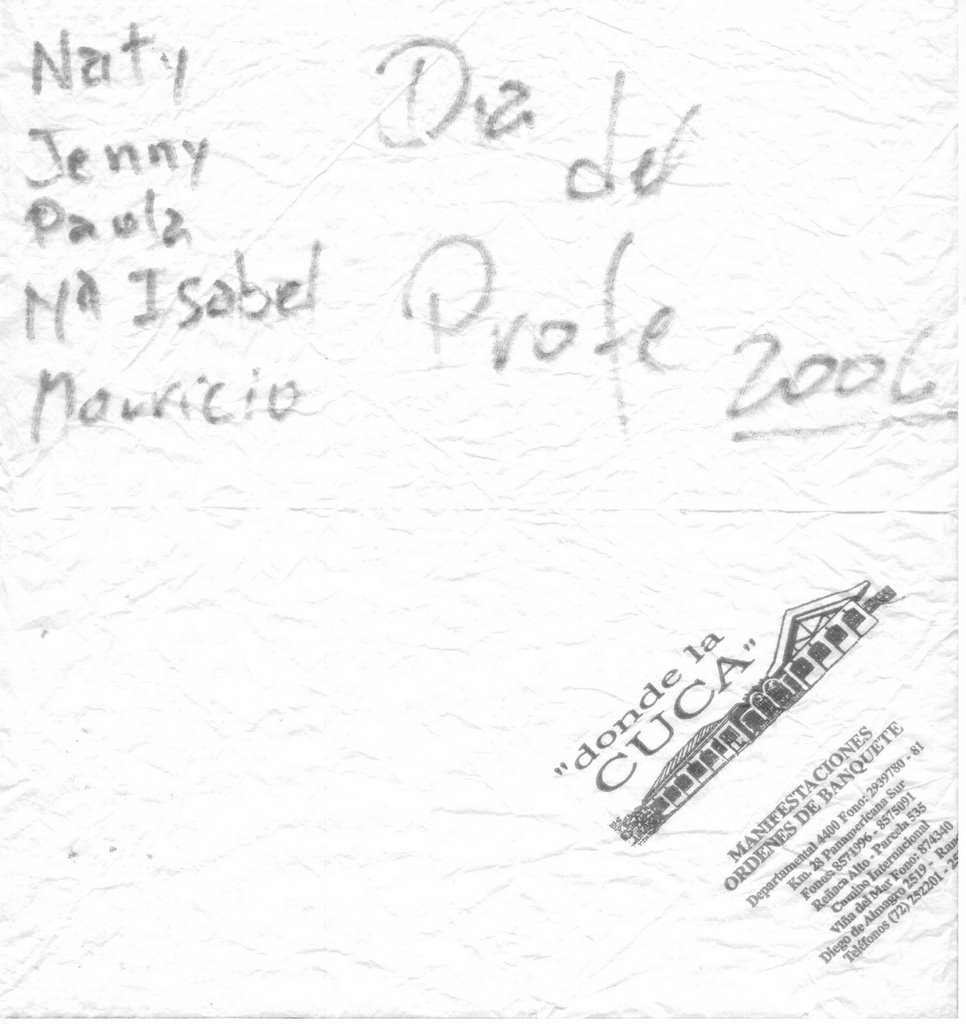 Naty
Jenny
Paula
Mª Isabel
Mauricio
Dia
del
Profe
2006
"donde la
CUCA"
MANIFESTACIONES
ORDENES DE BANQUETE
Departamental 4400 Fono: 2939780 - 81
Km. 28 Panamericana Sur
Fonos: 8571996 - 8575091
Reñaca Alto - Parcela 535
Camino Internacional
Viña del Mar Fono: 874340
Diego de Almagro 2519 -
Teléfonos (72) 252201 -